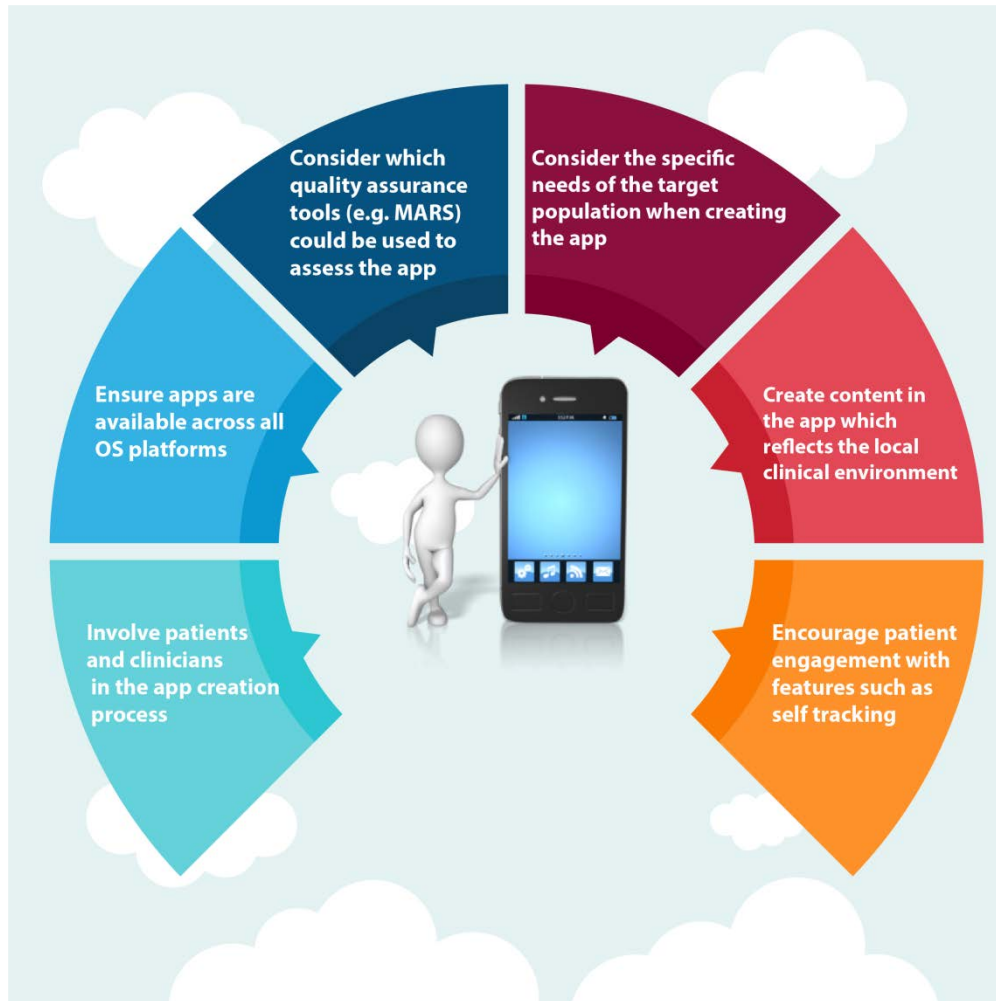 Consider which
quality assurance
tools (e.g. MARS)
could be used to
assess the app
Consider the specific
needs of the target
population when creating
the app
Ensure apps are
available across all
OS platforms
Create content in
the app which
reflects the local
clinical environment
Involve patients
and clinicians
in the app creation
process
Encourage patient
engagement with
features such as
self tracking